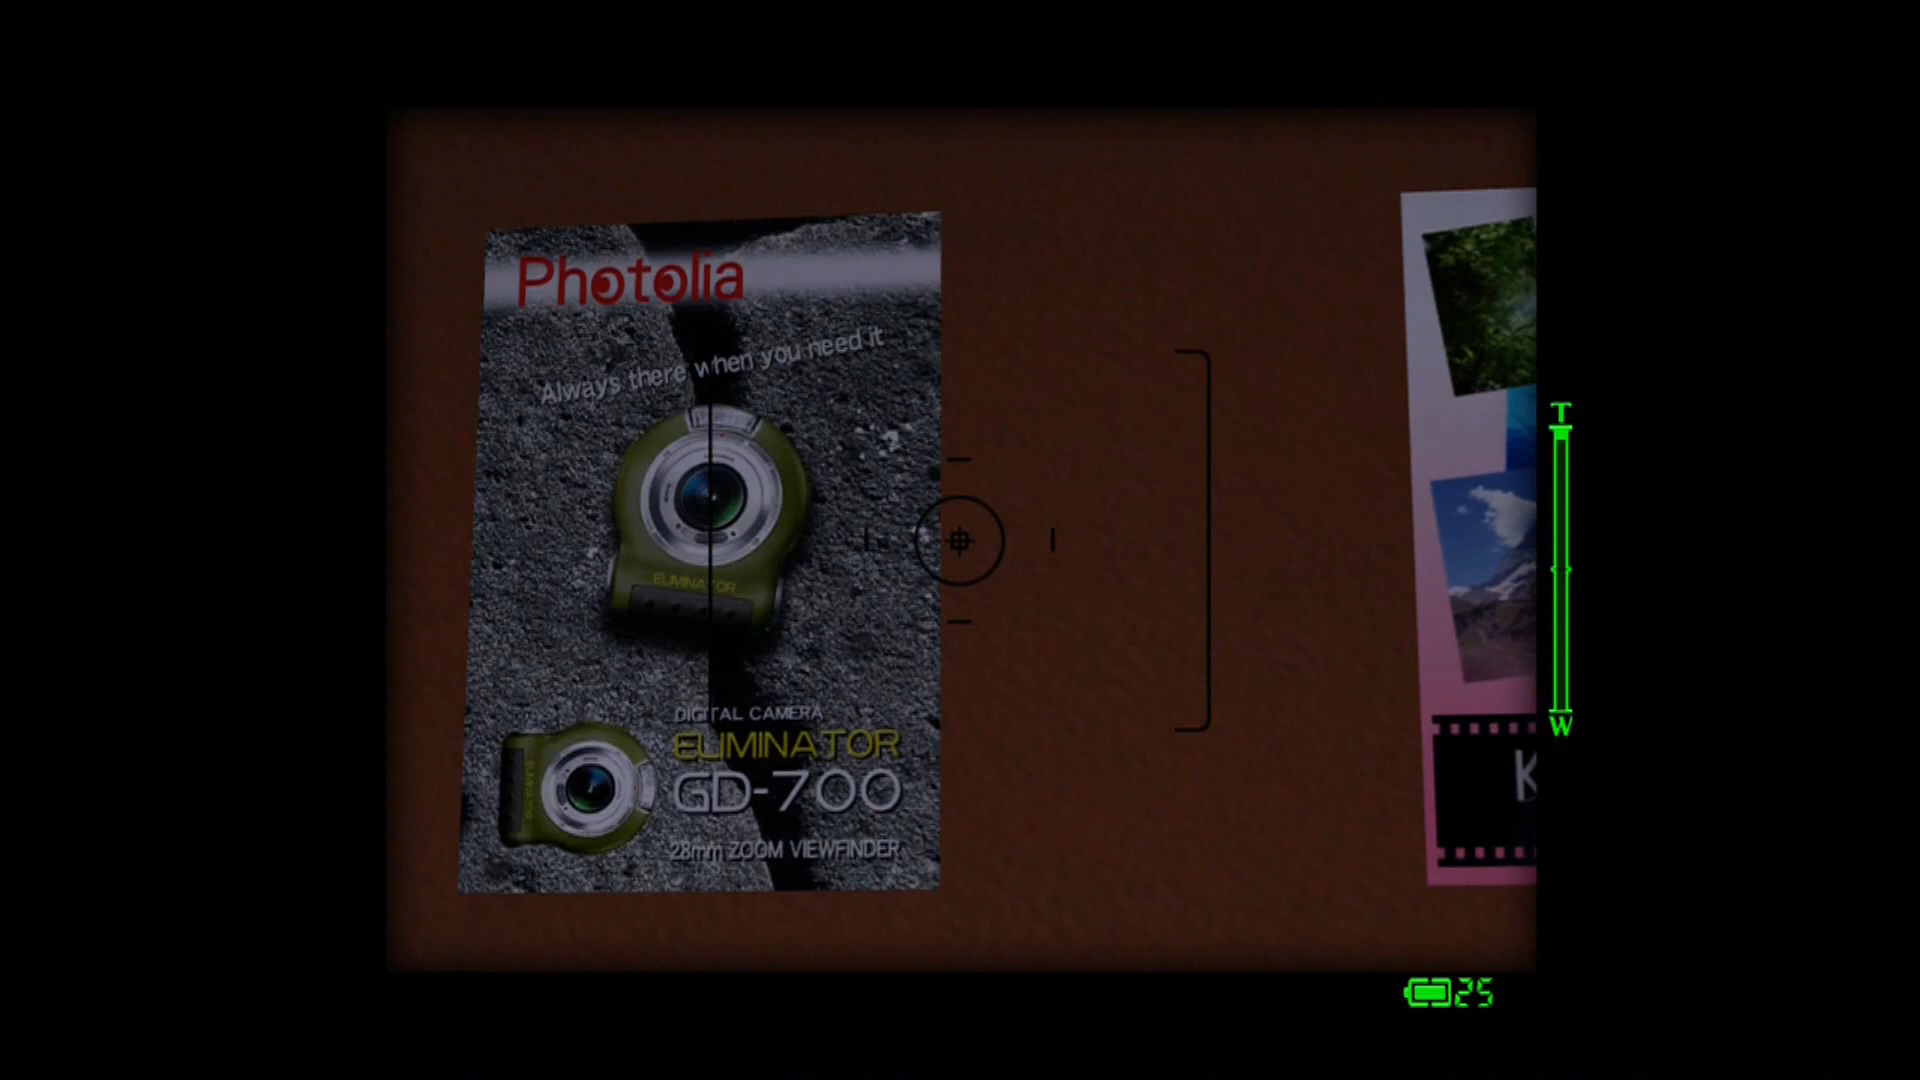 Photolia
Always there when you need it
ELIMINATOR
DIGITAL CAMERA
ELIMINATOR
GD-700
28mm ZOOM VIEWFINDER
K
T
W
25